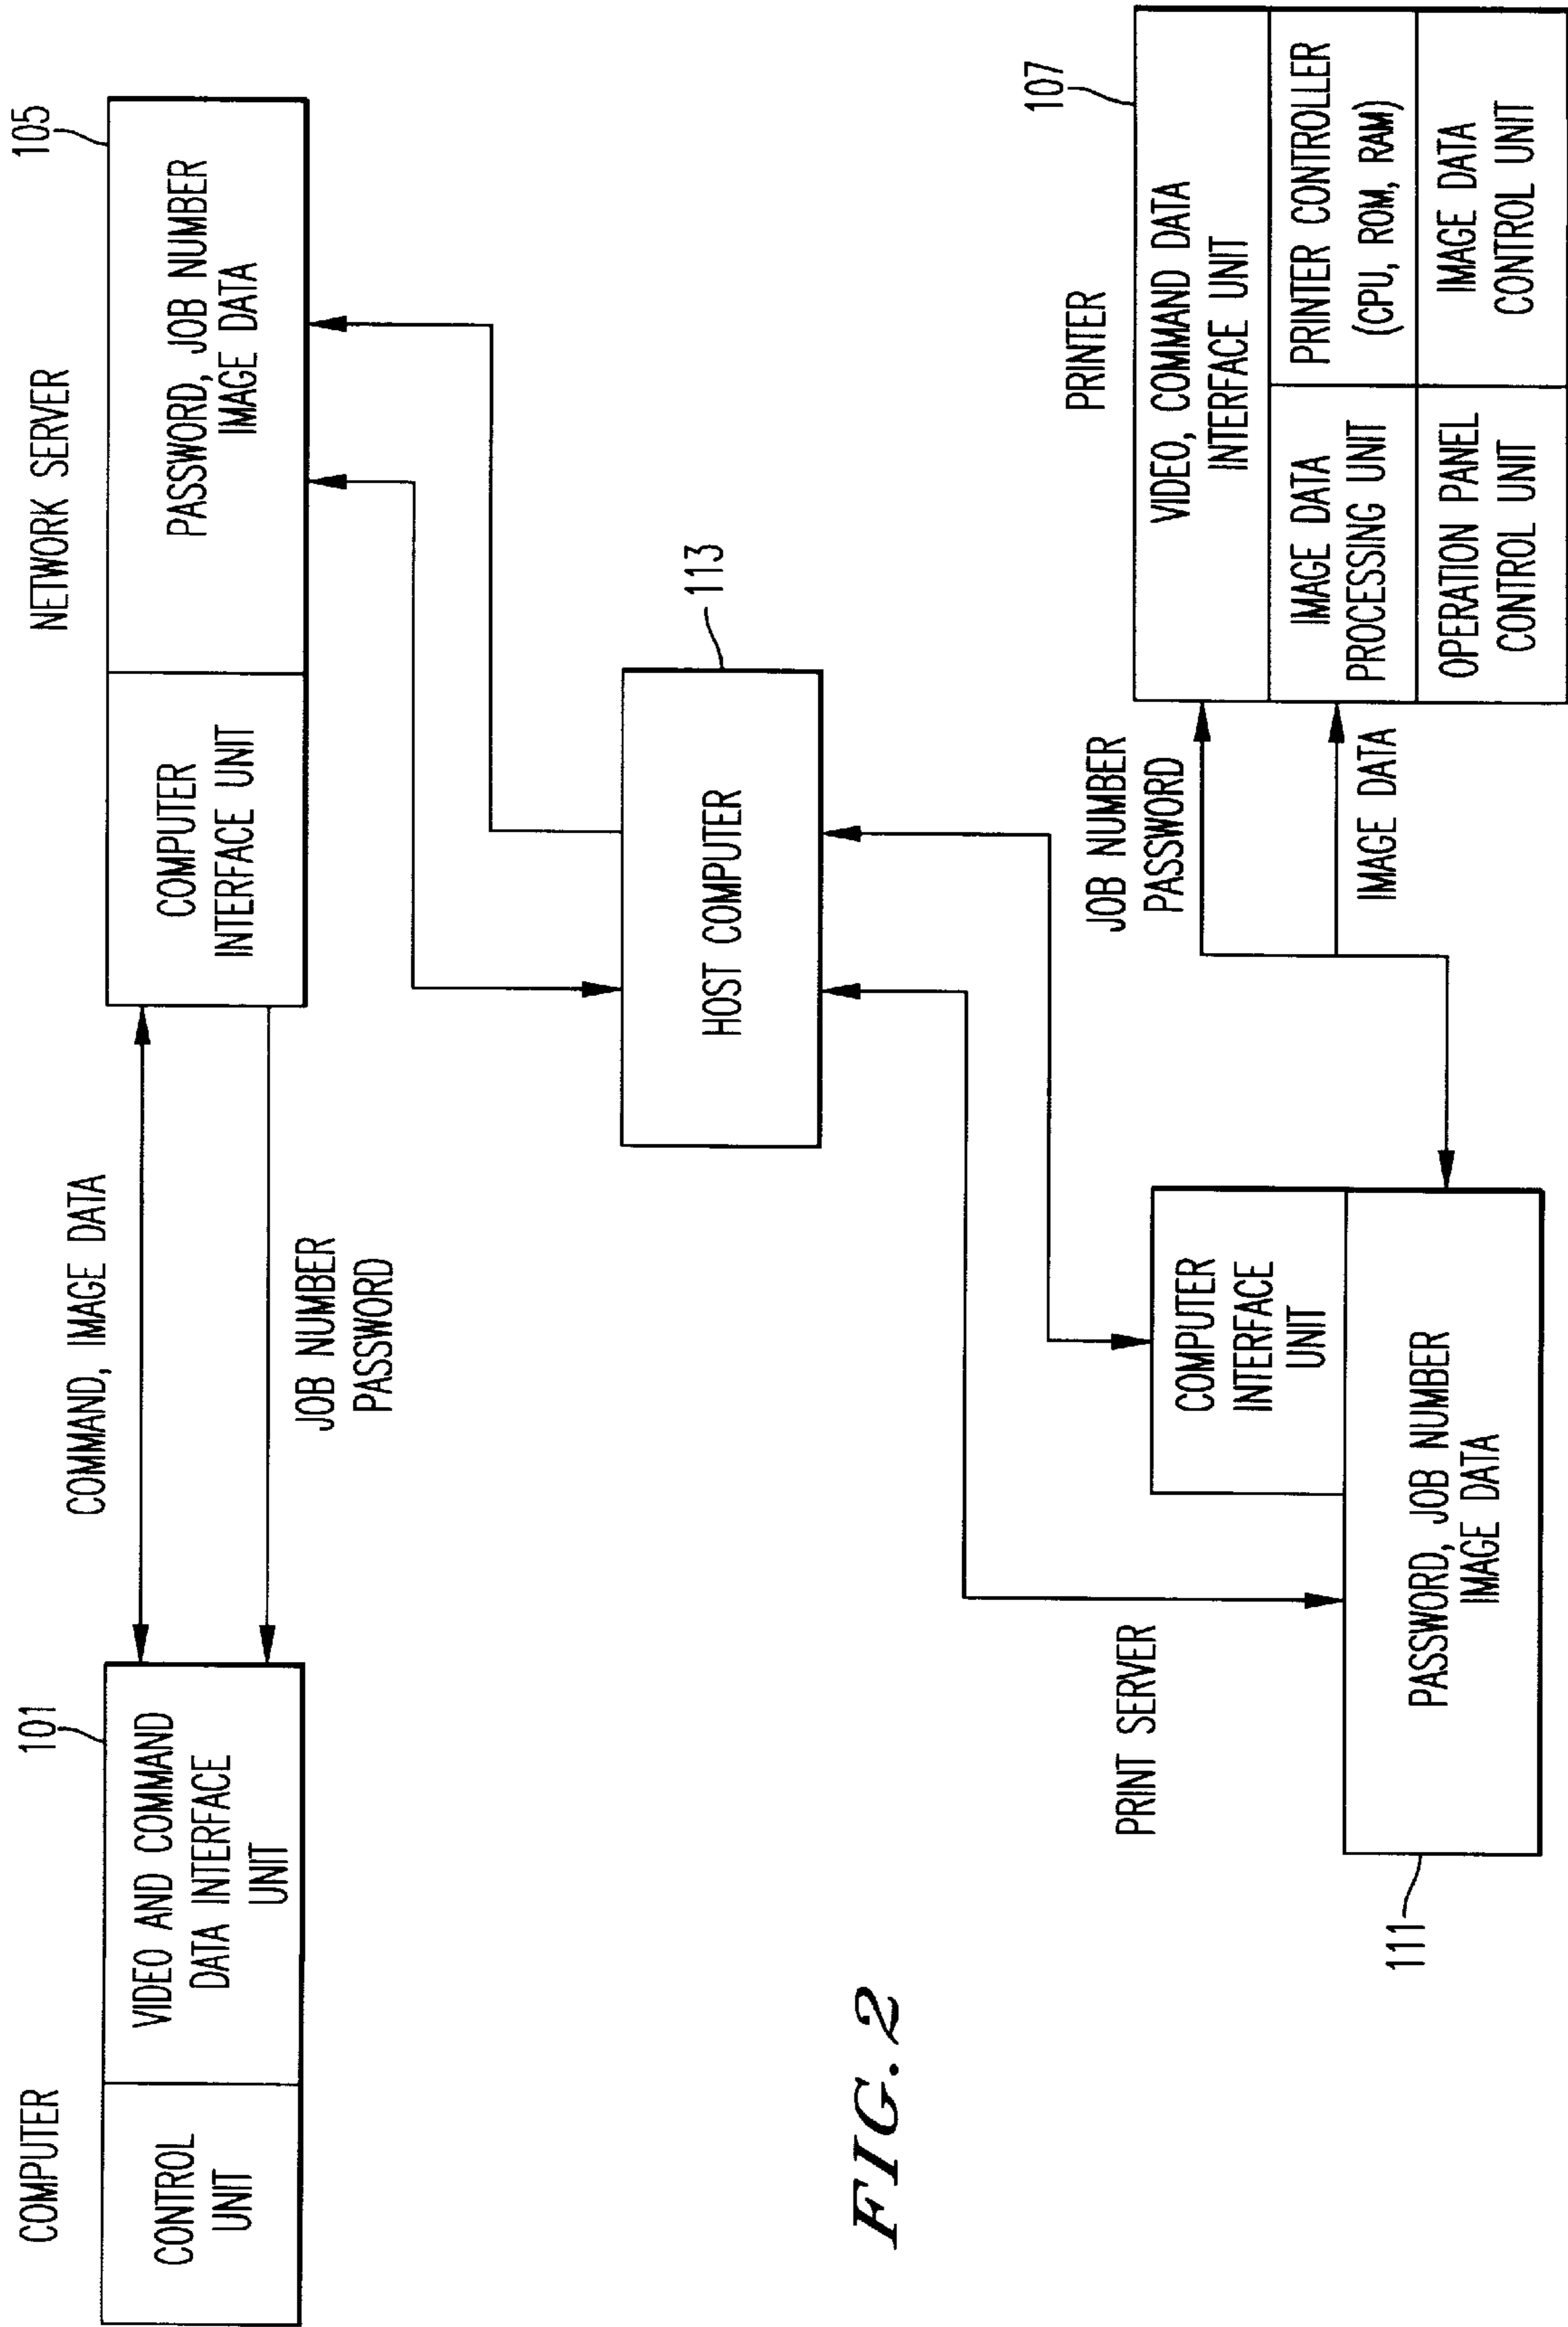 COMPUTER
101
CONTROL
UNIT
VIDEO AND COMMAND
DATA INTERFACE
UNIT
COMMAND, IMAGE DATA
JOB NUMBER
PASSWORD
NETWORK SERVER
105
COMPUTER
INTERFACE UNIT
PASSWORD, JOB NUMBER
IMAGE DATA
HOST COMPUTER
113
FIG. 2
PRINT SERVER
COMPUTER
INTERFACE
UNIT
PASSWORD, JOB NUMBER
IMAGE DATA
111
JOB NUMBER
PASSWORD
IMAGE DATA
PRINTER
107
VIDEO, COMMAND DATA
INTERFACE UNIT
IMAGE DATA
PROCESSING UNIT
PRINTER CONTROLLER
(CPU, ROM, RAM)
OPERATION PANEL
CONTROL UNIT
IMAGE DATA
CONTROL UNIT